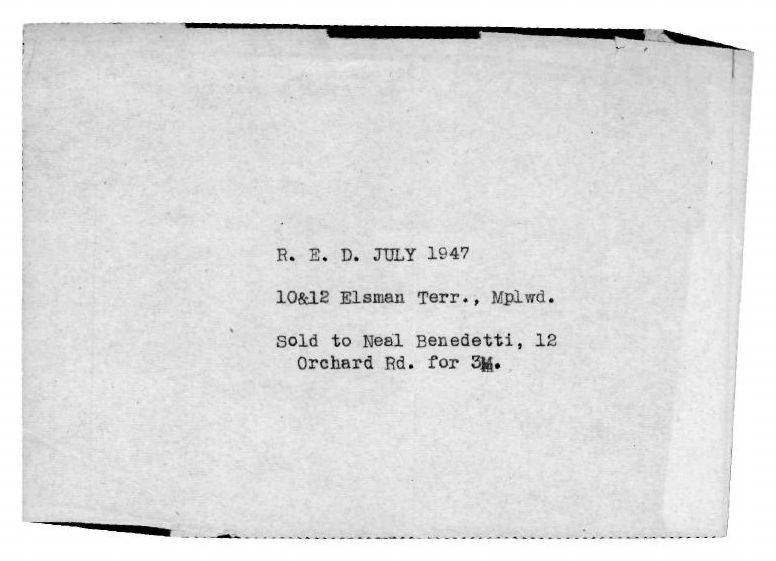 R. E. D. JULY 1947
10&12 Elsman Terr., Mplwd.
Sold to Neal Benedetti, 12
Orchard Rd. for 3M.